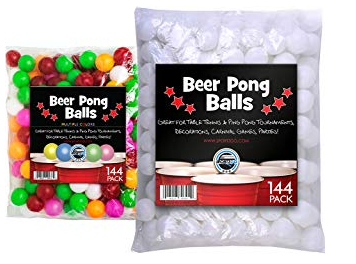 Beer Pong
Balls
MULTIPLE COLORS
GREAT FOR TABLE TENNIS & PING PONG TOURNAMENTS,
DECORATIONS, CARNIVAL GAMES, PARTIES!
144
PACK
Beer Pong
Balls
GREAT FOR TABLE TENNIS & PING PONG TOURNAMENTS,
DECORATIONS, CARNIVAL GAMES, PARTIES!
144
PACK